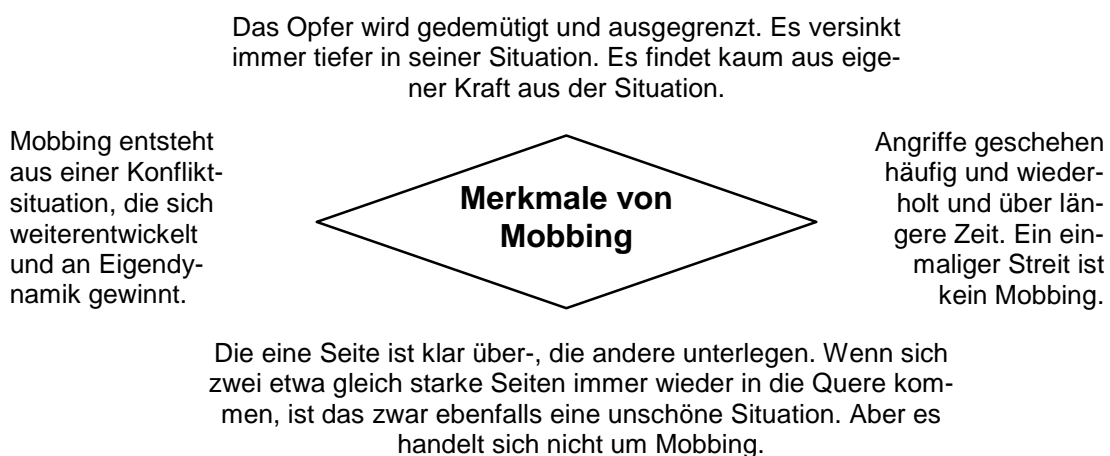 Das Opfer wird gedemütigt und ausgegrenzt. Es versinkt
immer tiefer in seiner Situation. Es findet kaum aus eige-
ner Kraft aus der Situation.
Mobbing entsteht
aus einer Konflikt-
situation, die sich
weiterentwickelt
und an Eigendy-
namik gewinnt.
Merkmale von
Mobbing
Angriffe geschehen
häufig und wieder-
holt und über län-
gere Zeit. Ein ein-
maliger Streit ist
kein Mobbing.
Die eine Seite ist klar über-, die andere unterlegen. Wenn sich
zwei etwa gleich starke Seiten immer wieder in die Quere kom-
men, ist das zwar ebenfalls eine unschöne Situation. Aber es
handelt sich nicht um Mobbing.